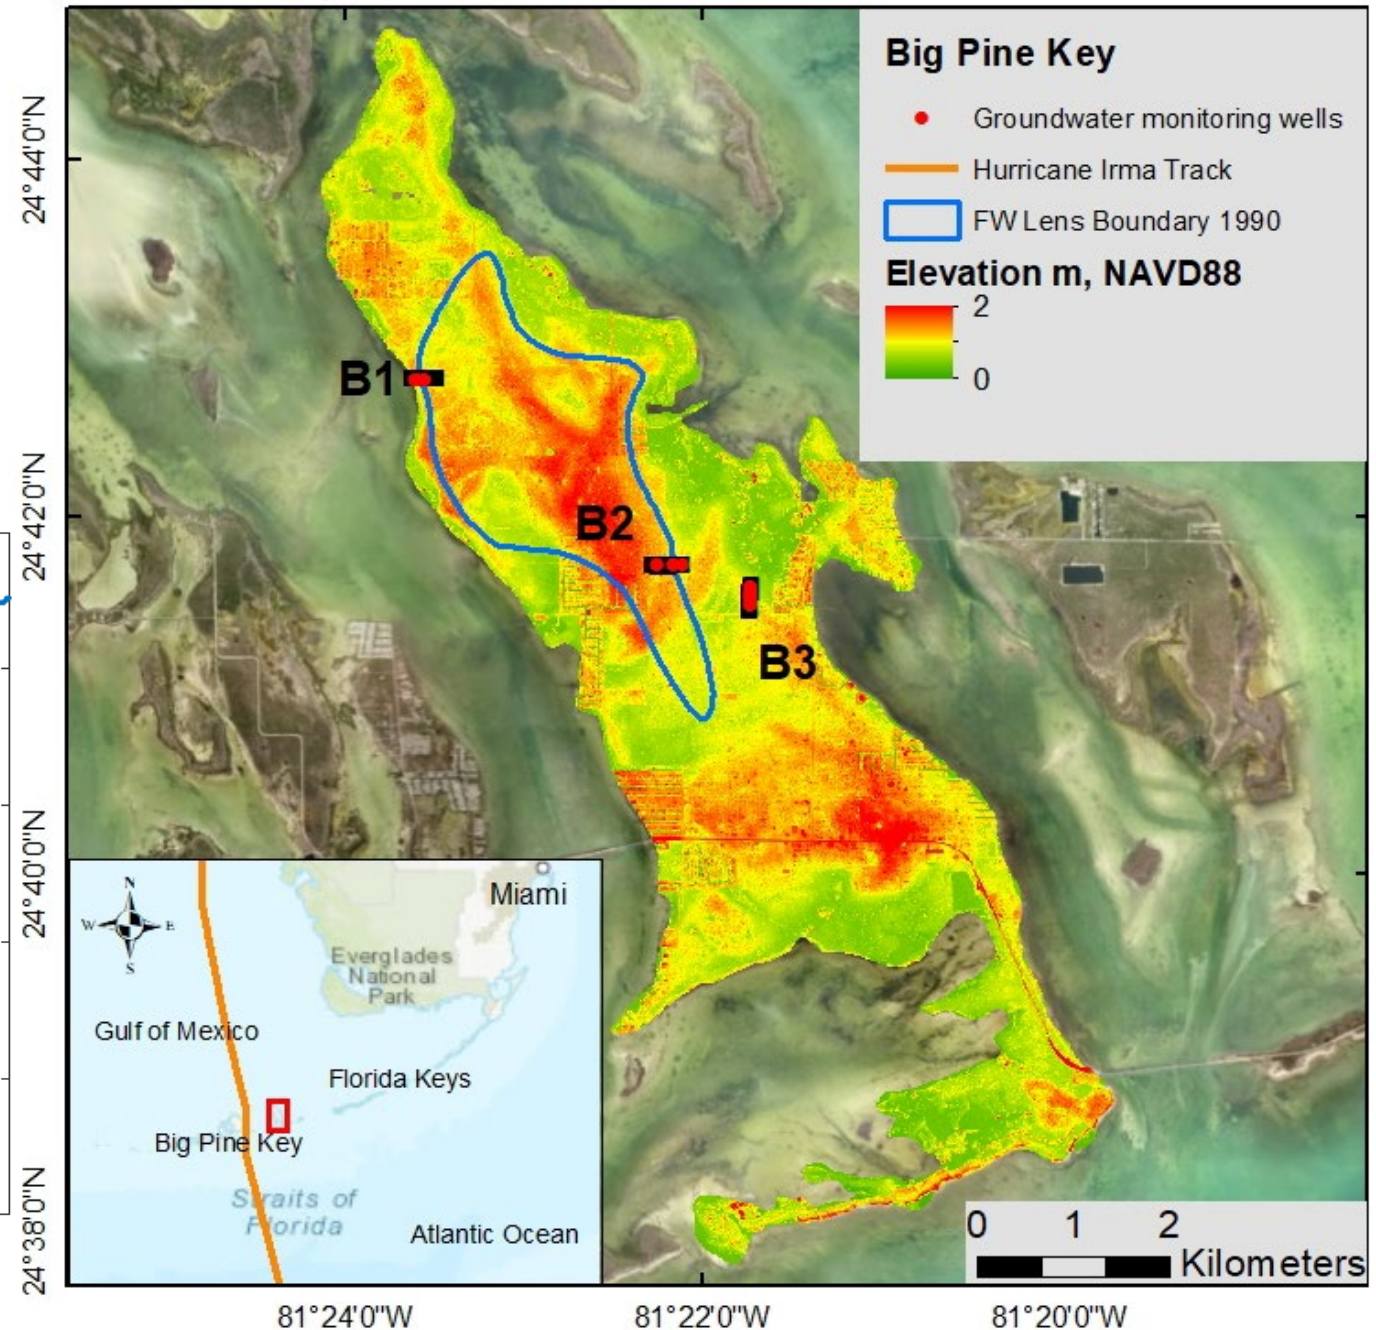 Big Pine Key
Groundwater monitoring wells
Hurricane Irma Track
FW Lens Boundary 1990
Elevation m, NAVD88
2
0
24°44'0"N
24°42'0"N
24°40'0"N
24°38'0"N
B1
B2
B3
N
W E
S
Miami
Everglades
National
Park
Gulf of Mexico
Florida Keys
Big Pine Key
Straits of
Florida
Atlantic Ocean
0 1 2
Kilometers
81°24'0"W 81°22'0"W 81°20'0"W